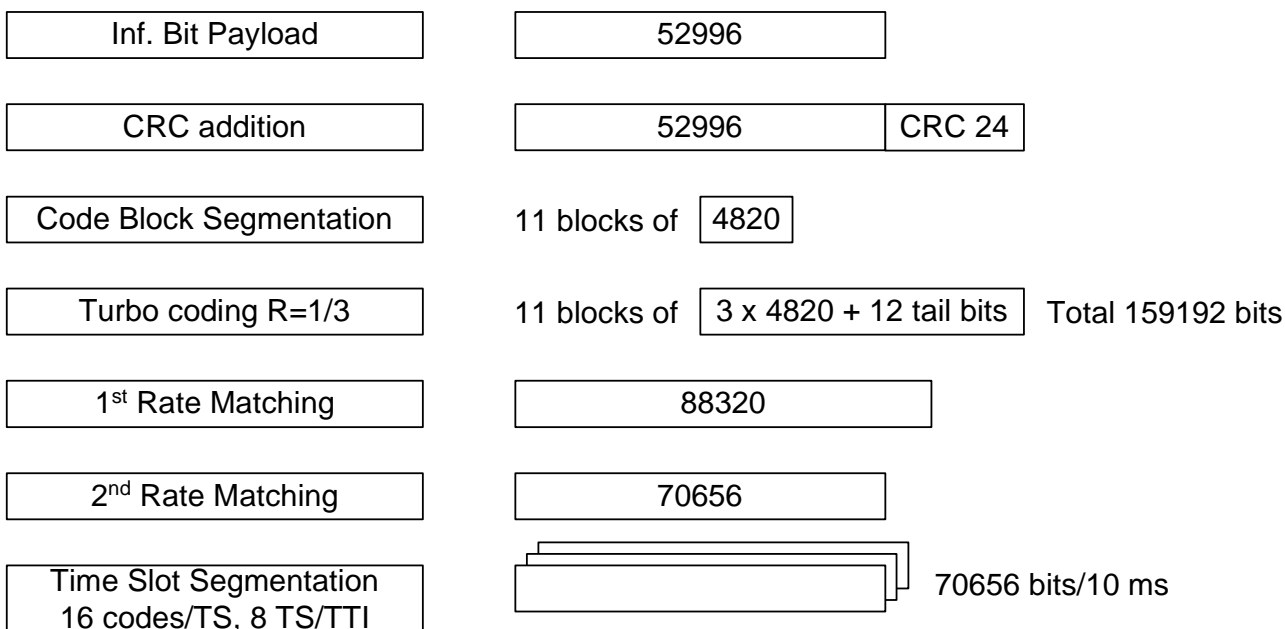 Inf. Bit Payload 52996
CRC addition 52996 CRC 24
Code Block Segmentation 11 blocks of 4820
Turbo coding R=1/3 11 blocks of 3 x 4820 + 12 tail bits Total 159192 bits
1st Rate Matching 88320
2nd Rate Matching 70656
Time Slot Segmentation
16 codes/TS, 8 TS/TTI
70656 bits/10 ms